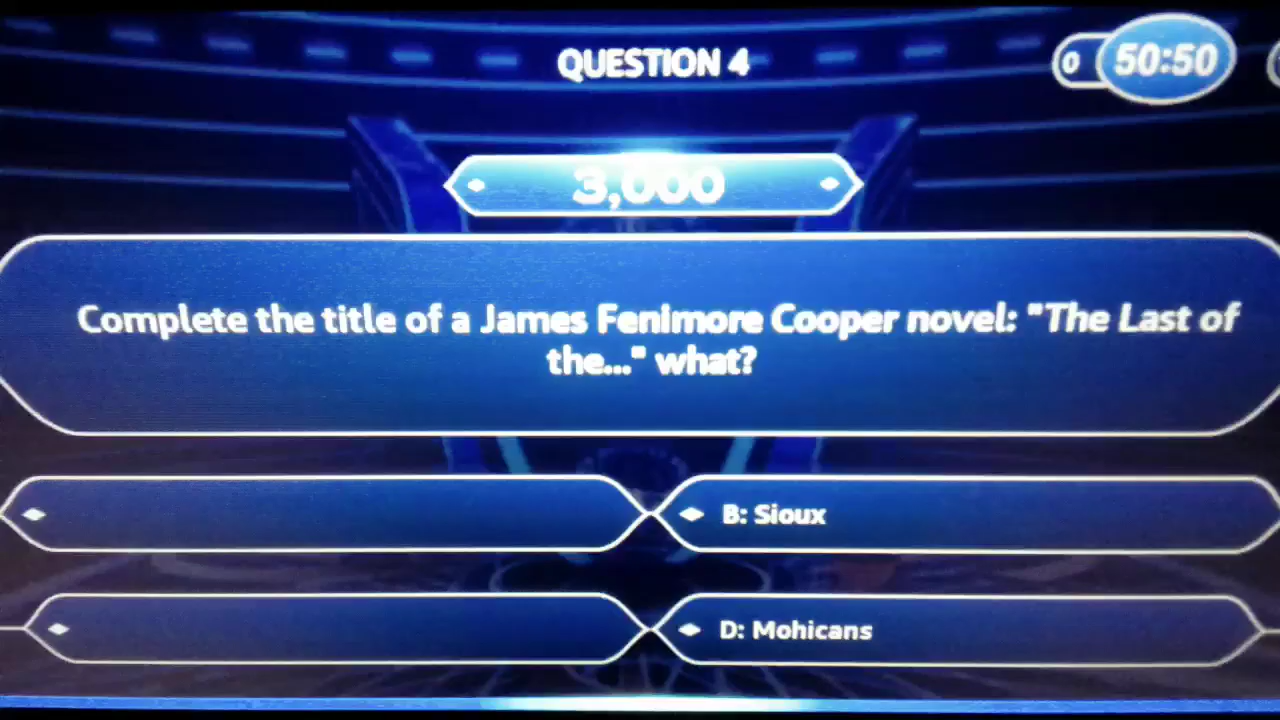 QUESTION 4
0
50:50
3,000
Complete the title of a James Fenimore Cooper novel: "The Last of
the..." what?
B: Sioux
D: Mohicans